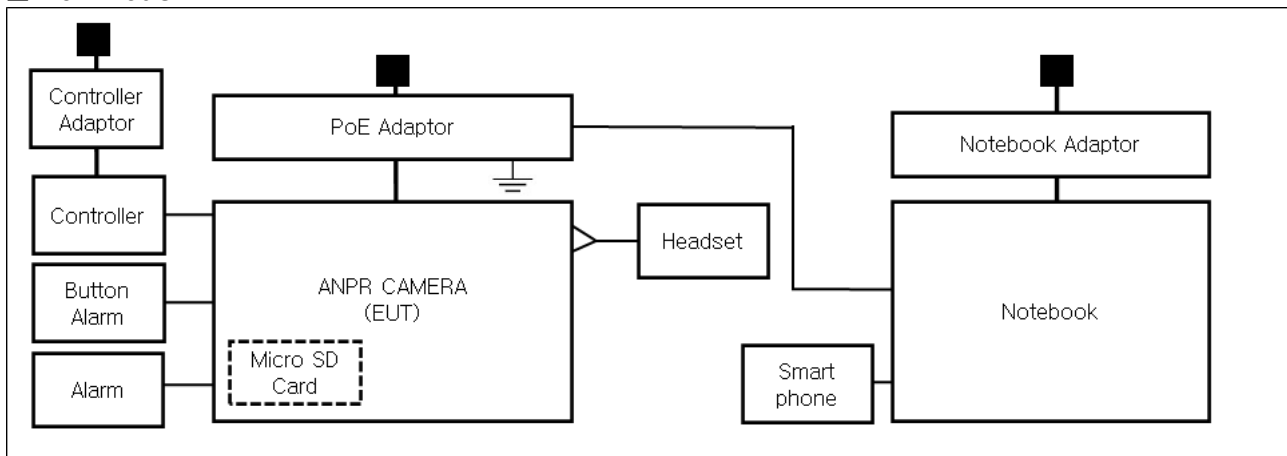 Controller
Adaptor
PoE Adaptor
Notebook Adaptor
Controller
Headset
ANPR CAMERA
(EUT)
Button
Alarm
Notebook
Micro SD
Card
Alarm
Smart
phone